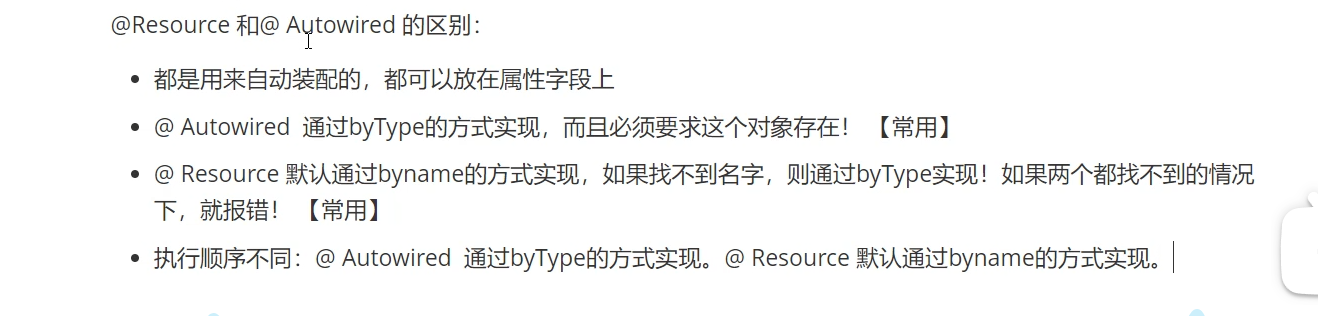 @Resource 和@ Autowired 的区别：
都是用来自动装配的，都可以放在属性字段上
@ Autowired 通过byType的方式实现，而且必须要求这个对象存在！ 【常用】
@ Resource 默认通过byname的方式实现，如果找不到名字，则通过byType实现！如果两个都找不到的情况
下，就报错！ 【常用】
执行顺序不同：@ Autowired 通过byType的方式实现。@ Resource 默认通过byname的方式实现。